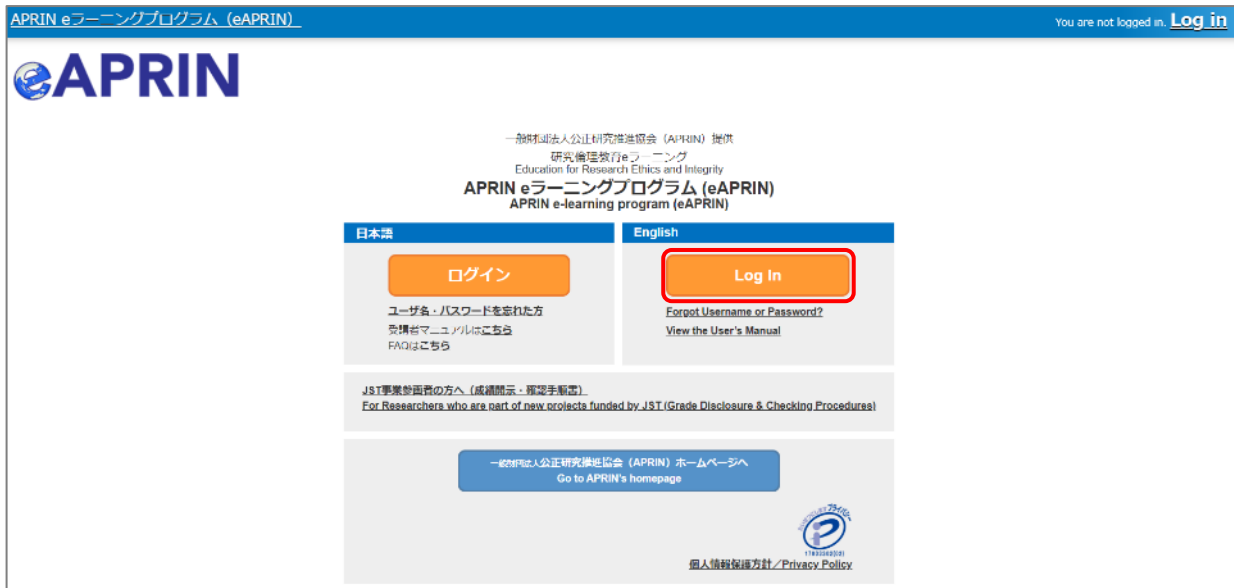 APRIN eラーニングプログラム（eAPRIN）
You are not logged in. Log in
eAPRIN
一般財団法人公正研究推進協会（APRIN）提供
研究倫理教育eラーニング
Education for Research Ethics and Integrity
APRIN eラーニングプログラム (eAPRIN)
APRIN e-learning program (eAPRIN)
日本語
ログイン
ユーザ名・パスワードを忘れた方
受講者マニュアルはこちら
FAQはこちら
English
Log In
Forgot Username or Password?
View the User's Manual
JST事業参画者の方へ（成績開示・確認手順書）
For Researchers who are part of new projects funded by JST (Grade Disclosure & Checking Procedures)
一般財団法人公正研究推進協会（APRIN）ホームページへ
Go to APRIN's homepage
プライバシー
個人情報保護方針／Privacy Policy